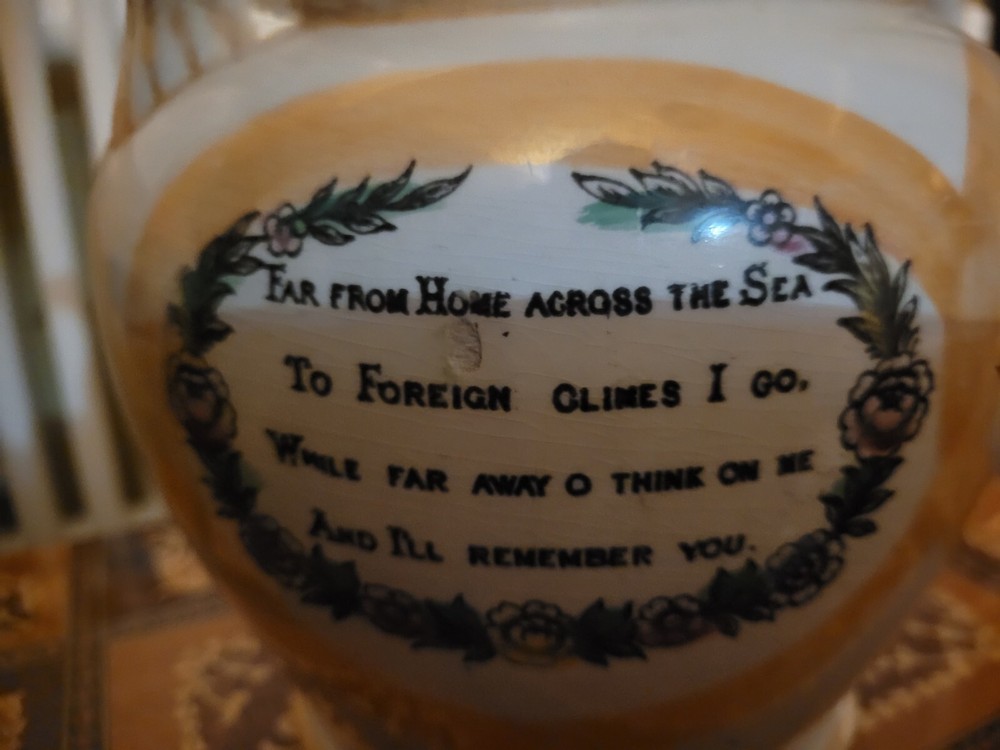 Far from Home across the Sea
To Foreign climes I go,
While far away o think on me
And I'll remember you.